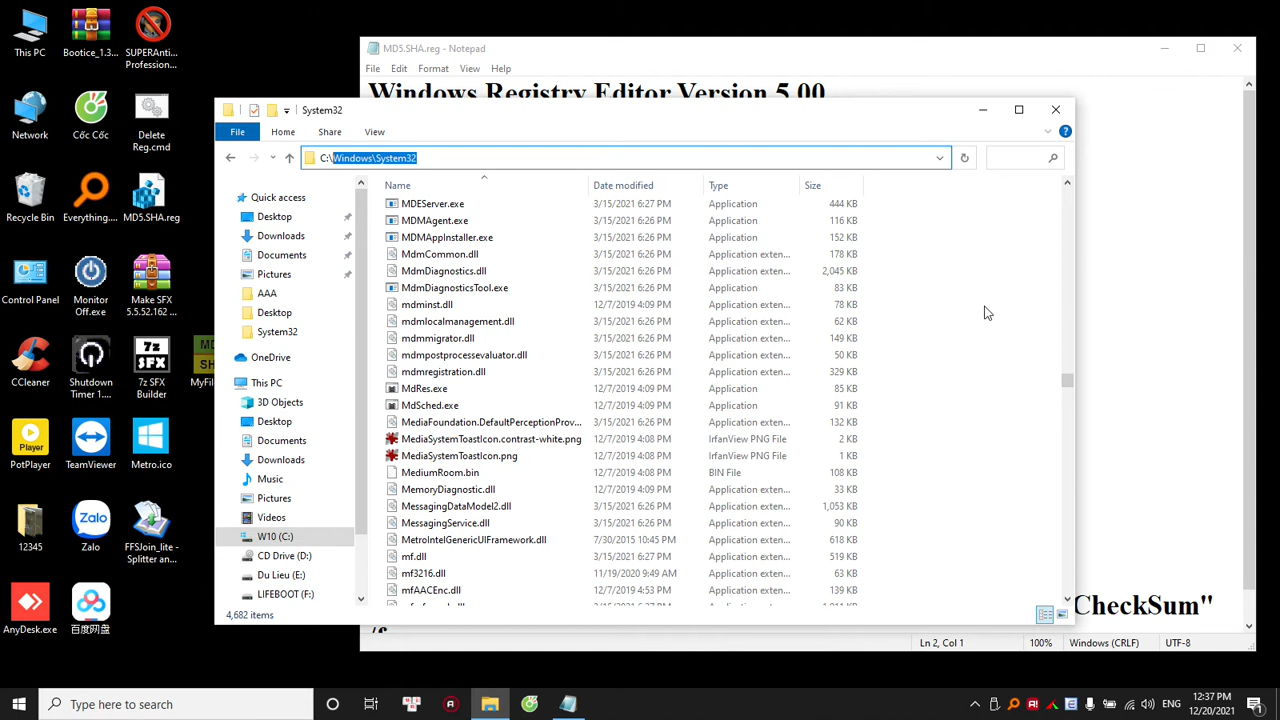 This PC
Bootice_1.3...
SUPERAnti...
Profession...
Network
Cốc Cốc
Delete
Reg.cmd
Recycle Bin
Everything....
MD5.SHA.reg
Control Panel
Monitor
Off.exe
Make SFX
5.5.52.162 ...
CCleaner
Shutdown
Timer 1....
7z SFX
7z SFX
Builder
MD
SH
MyFil
Player
PotPlayer
TeamViewer
Metro.ico
12345
Zalo
Zalo
FFSJoin_lite -
Splitter an...
AnyDesk.exe
百度网盘
MD5.SHA.reg - Notepad
File Edit Format View Help
Windows Registry Editor Version 5.00
System32
File Home Share View
C:\Windows\System32
Quick access
Desktop
Downloads
Documents
Pictures
AAA
Desktop
System32
OneDrive
This PC
3D Objects
Desktop
Documents
Downloads
Music
Pictures
Videos
W10 (C:)
CD Drive (D:)
Du Lieu (E:)
LIFEBOOT (F:)
Name Date modified Type Size
MDEServer.exe 3/15/2021 6:27 PM Application 444 KB
MDMAgent.exe 3/15/2021 6:26 PM Application 116 KB
MDMAppInstaller.exe 3/15/2021 6:26 PM Application 152 KB
MdmCommon.dll 3/15/2021 6:26 PM Application exten... 178 KB
MdmDiagnostics.dll 3/15/2021 6:26 PM Application exten... 2,045 KB
MdmDiagnosticsTool.exe 3/15/2021 6:26 PM Application 83 KB
mdminst.dll 12/7/2019 4:09 PM Application exten... 78 KB
mdmlocalmanagement.dll 3/15/2021 6:26 PM Application exten... 62 KB
mdmmigrator.dll 3/15/2021 6:26 PM Application exten... 149 KB
mdmpostprocessevaluator.dll 3/15/2021 6:26 PM Application exten... 50 KB
mdmregistration.dll 3/15/2021 6:26 PM Application exten... 329 KB
MdRes.exe 12/7/2019 4:09 PM Application 85 KB
MdSched.exe 12/7/2019 4:09 PM Application 91 KB
MediaFoundation.DefaultPerceptionProv... 3/15/2021 6:26 PM Application exten... 132 KB
MediaSystemToastIcon.contrast-white.png 12/7/2019 4:08 PM IrfanView PNG File 2 KB
MediaSystemToastIcon.png 12/7/2019 4:08 PM IrfanView PNG File 1 KB
MediumRoom.bin 12/7/2019 4:08 PM BIN File 108 KB
MemoryDiagnostic.dll 12/7/2019 4:09 PM Application exten... 33 KB
MessagingDataModel2.dll 3/15/2021 6:26 PM Application exten... 1,053 KB
MessagingService.dll 3/15/2021 6:26 PM Application exten... 90 KB
MetroIntelGenericUIFramework.dll 7/30/2015 10:45 PM Application exten... 618 KB
mf.dll 3/15/2021 6:27 PM Application exten... 519 KB
mf3216.dll 11/19/2020 9:49 AM Application exten... 63 KB
mfAACEnc.dll 12/7/2019 4:53 PM Application exten... 139 KB
4,682 items
CheckSum"
/f
Ln 2, Col 1 100% Windows (CRLF) UTF-8
Type here to search
ENG
12:37 PM
12/20/2021